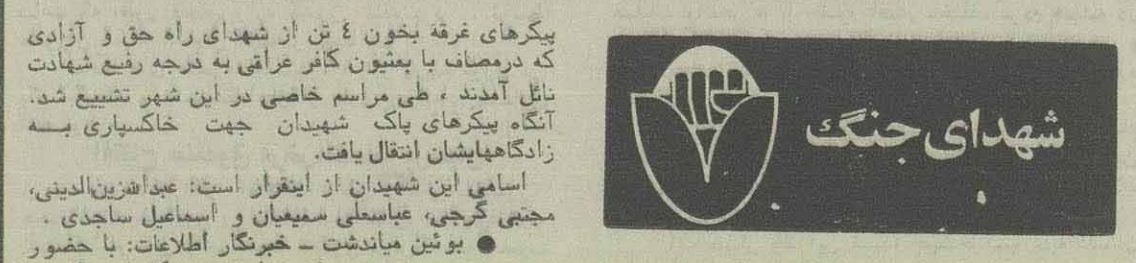 شهدای جنگ
پیکرهای غرقه بخون ٤ تن از شهدای راه حق و آزادی
که درمصاف با بعثیون کافر عراقی به درجه رفیع شهادت
نائل آمدند ، طی مراسم خاصی در این شهر تشییع شد.
آنگاه پیکرهای پاک شهیدان جهت خاکسپاری به
زادگاههایشان انتقال یافت.
اسامی این شهیدان از اینقرار است: عبدالله زین‌الدینی،
مجتبی گرجی، عباسعلی سمیعیان و اسماعیل ساجدی .
● بوئین میاندشت ـ خبرنگار اطلاعات: با حضور